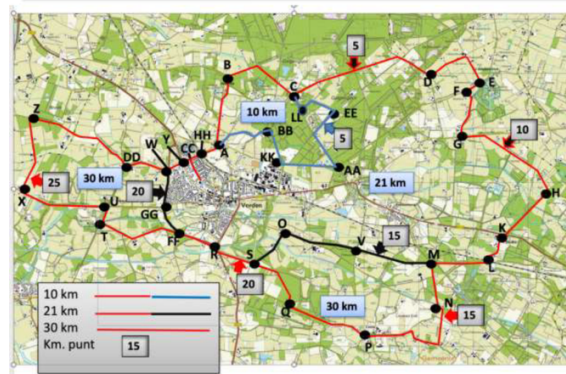 5
B
C
D
E
F
10 km
LL
EE
Z
Y
HH
A
BB
5
G
10
W
CC
KK
AA
DD
25
30 km
20
21 km
H
X
U
GG
Vorden
T
FF
O
15
K
R
S
V
M
L
20
Q
30 km
N
15
P
10 km
21 km
30 km
Km. punt
15